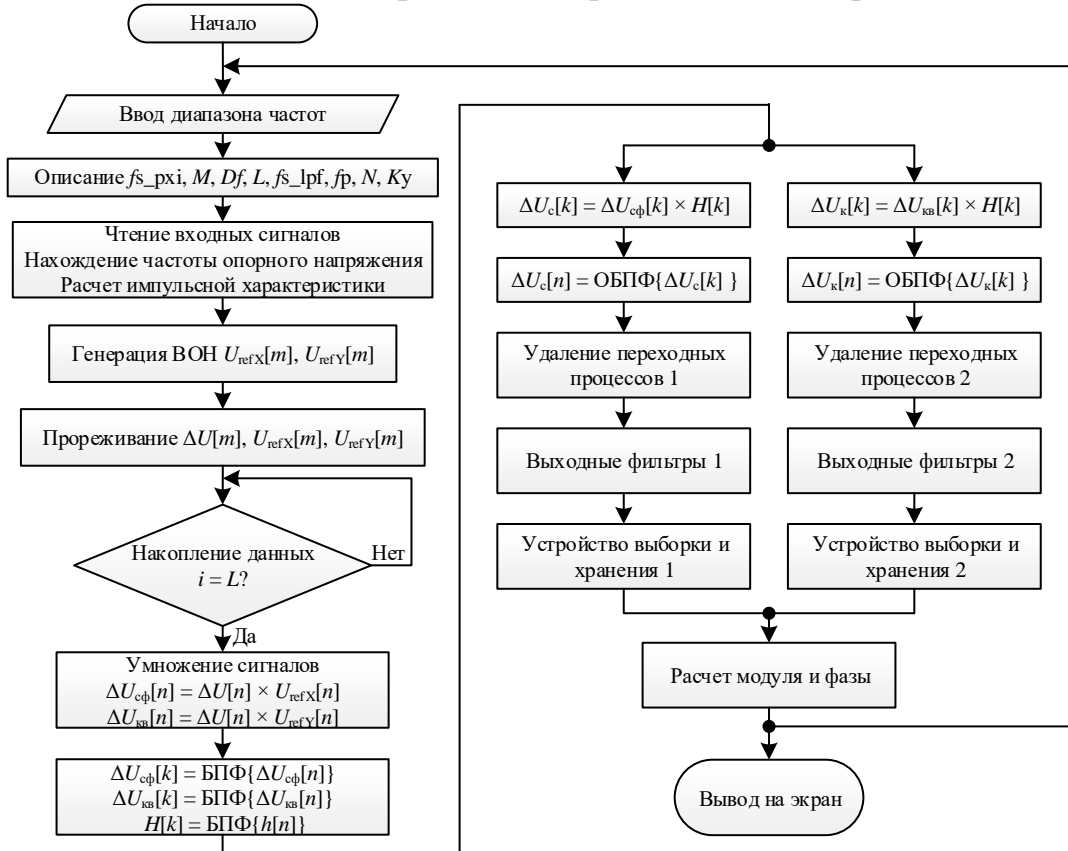 Начало
Ввод диапазона частот
Описание fs_pxi, M, Df, L, fs_lpf, fp, N, Kу
Чтение входных сигналов
Нахождение частоты опорного напряжения
Расчет импульсной характеристики
Генерация ВОН UrefX[m], UrefY[m]
Прореживание ΔU[m], UrefX[m], UrefY[m]
Накопление данных
i = L?
Нет
Да
Умножение сигналов
ΔUсф[n] = ΔU[n] × UrefX[n]
ΔUкв[n] = ΔU[n] × UrefY[n]
ΔUсф[k] = БПФ{ΔUсф[n]}
ΔUкв[k] = БПФ{ΔUкв[n]}
H[k] = БПФ{h[n]}
ΔUс[k] = ΔUсф[k] × H[k]
ΔUс[n] = ОБПФ{ΔUс[k] }
Удаление переходных
процессов 1
Выходные фильтры 1
Устройство выборки и
хранения 1
ΔUк[k] = ΔUкв[k] × H[k]
ΔUк[n] = ОБПФ{ΔUк[k] }
Удаление переходных
процессов 2
Выходные фильтры 2
Устройство выборки и
хранения 2
Расчет модуля и фазы
Вывод на экран